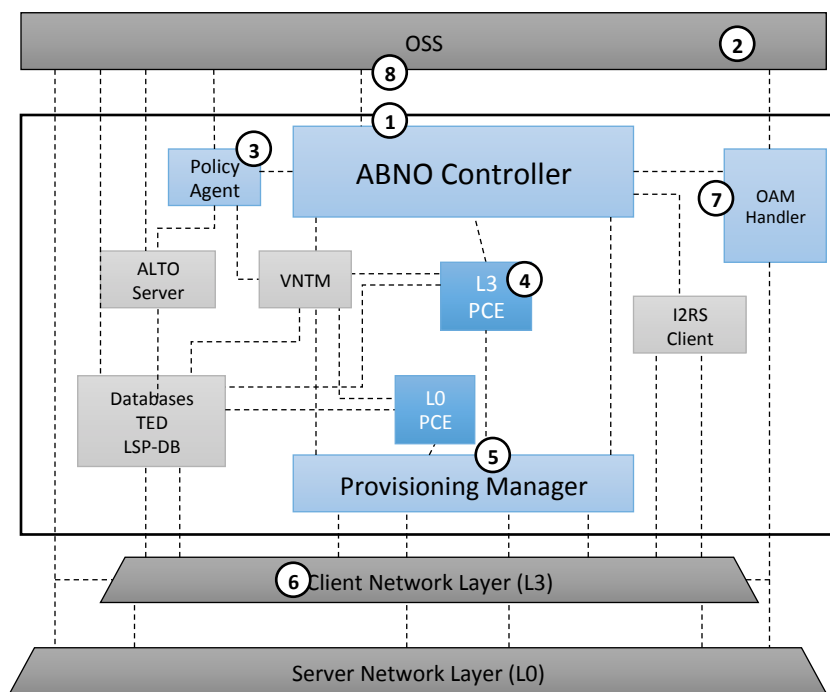 OSS
2
8
1
3
Policy
Agent
ABNO Controller
7
OAM
Handler
ALTO
Server
VNTM
L3
PCE
4
I2RS
Client
Databases
TED
LSP-DB
L0
PCE
5
Provisioning Manager
6
Client Network Layer (L3)
Server Network Layer (L0)